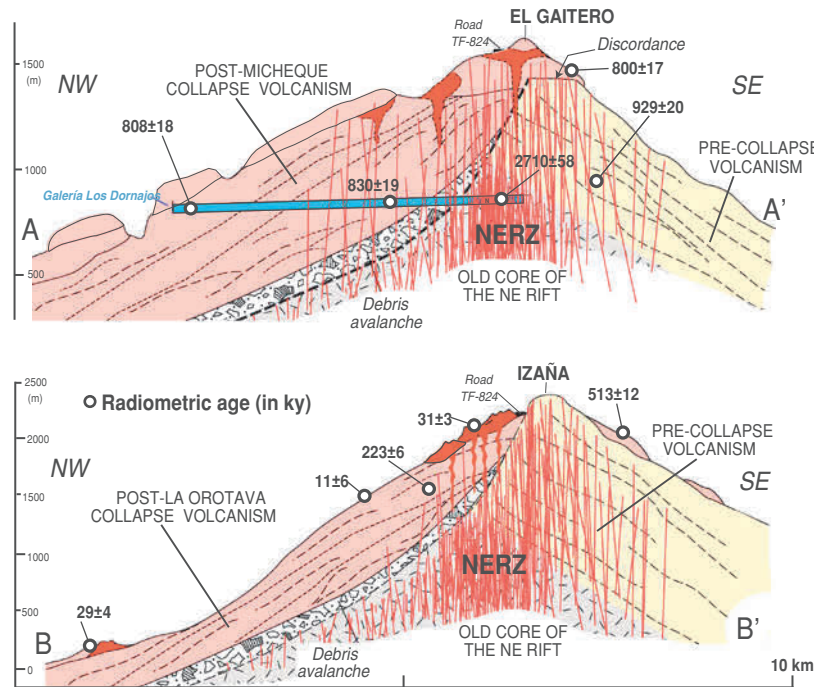 EL GAITERO
Road
TF-824
1500
(m)
NW
Discordance
POST-MICHEQUE
COLLAPSE VOLCANISM
800±17
SE
929±20
808±18
PRE-COLLAPSE
VOLCANISM
1000
2710±58
830±19
Galería Los Dornajos
A
A’
NERZ
500
OLD CORE OF
THE NE RIFT
Debris
avalanche
IZAÑA
2500
(m)
Road
TF-824
Radiometric age (in ky)
513±12
31±3
2000
PRE-COLLAPSE
VOLCANISM
NW
223±6
SE
11±6
1500
POST-LA OROTAVA
COLLAPSE VOLCANISM
1000
NERZ
500
29±4
B
B’
OLD CORE OF
THE NE RIFT
Debris
avalanche
0
10 km